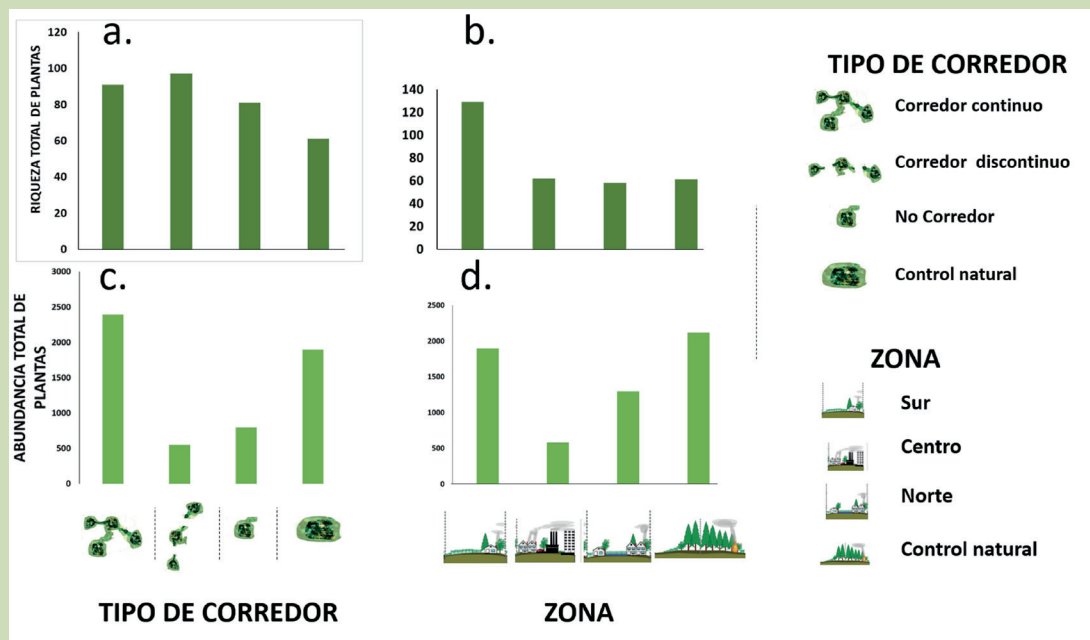 a.
RIQUEZA TOTAL DE PLANTAS
120
100
80
60
40
20
0
b.
140
120
100
80
60
40
20
0
c.
ABUNDANCIA TOTAL DE
PLANTAS
3000
2500
2000
1500
1000
500
0
d.
2500
2000
1500
1000
500
0
TIPO DE CORREDOR
ZONA
TIPO DE CORREDOR
Corredor continuo
Corredor discontinuo
No Corredor
Control natural
ZONA
Sur
Centro
Norte
Control natural